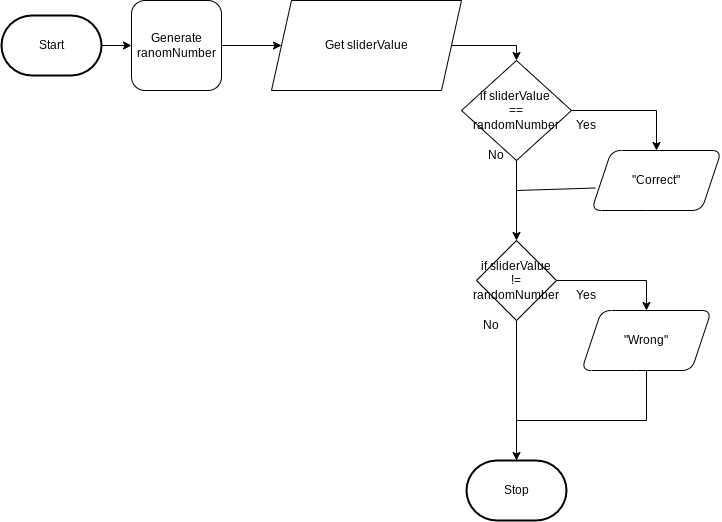 Start
Generate
ranomNumber
Get sliderValue
if sliderValue
==
randomNumber
Yes
No
"Correct"
if sliderValue
!=
randomNumber
Yes
No
"Wrong"
Stop